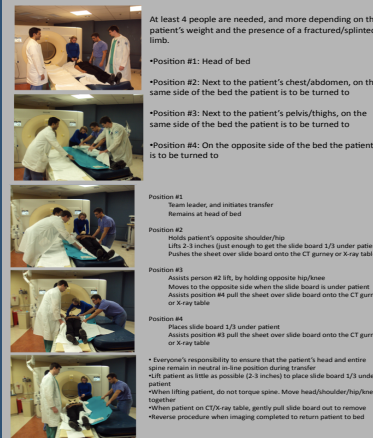 At least 4 people are needed, and more depending on th
patient's weight and the presence of a fractured/splinted
limb.
•Position #1: Head of bed
•Position #2: Next to the patient's chest/abdomen, on th
same side of the bed the patient is to be turned to
•Position #3: Next to the patient's pelvis/thighs, on the
same side of the bed the patient is to be turned to
•Position #4: On the opposite side of the bed the patient
is to be turned to
Position #1
Team leader, and initiates transfer
Remains at head of bed
Position #2
Holds patient's opposite shoulder/hip
Lifts 2-3 inches (just enough to get the slide board 1/3 under patie
Pushes the sheet over slide board onto the CT gurney or X-ray tabl
Position #3
Assists person #2 lift, by holding opposite hip/knee
Moves to the opposite side when the slide board is under patient
Assists position #4 pull the sheet over slide board onto the CT gurn
or X-ray table
Position #4
Places slide board 1/3 under patient
Assists position #3 pull the sheet over slide board onto the CT gurn
or X-ray table
• Everyone's responsibility to ensure that the patient's head and entire
spine remain in neutral in-line position during transfer
•Lift patient as little as possible (2-3 inches) to place slide board 1/3 unde
patient
•When lifting patient, do not torque spine. Move head/shoulder/hip/kne
together
•When patient on CT/X-ray table, gently pull slide board out to remove
•Reverse procedure when imaging completed to return patient to bed